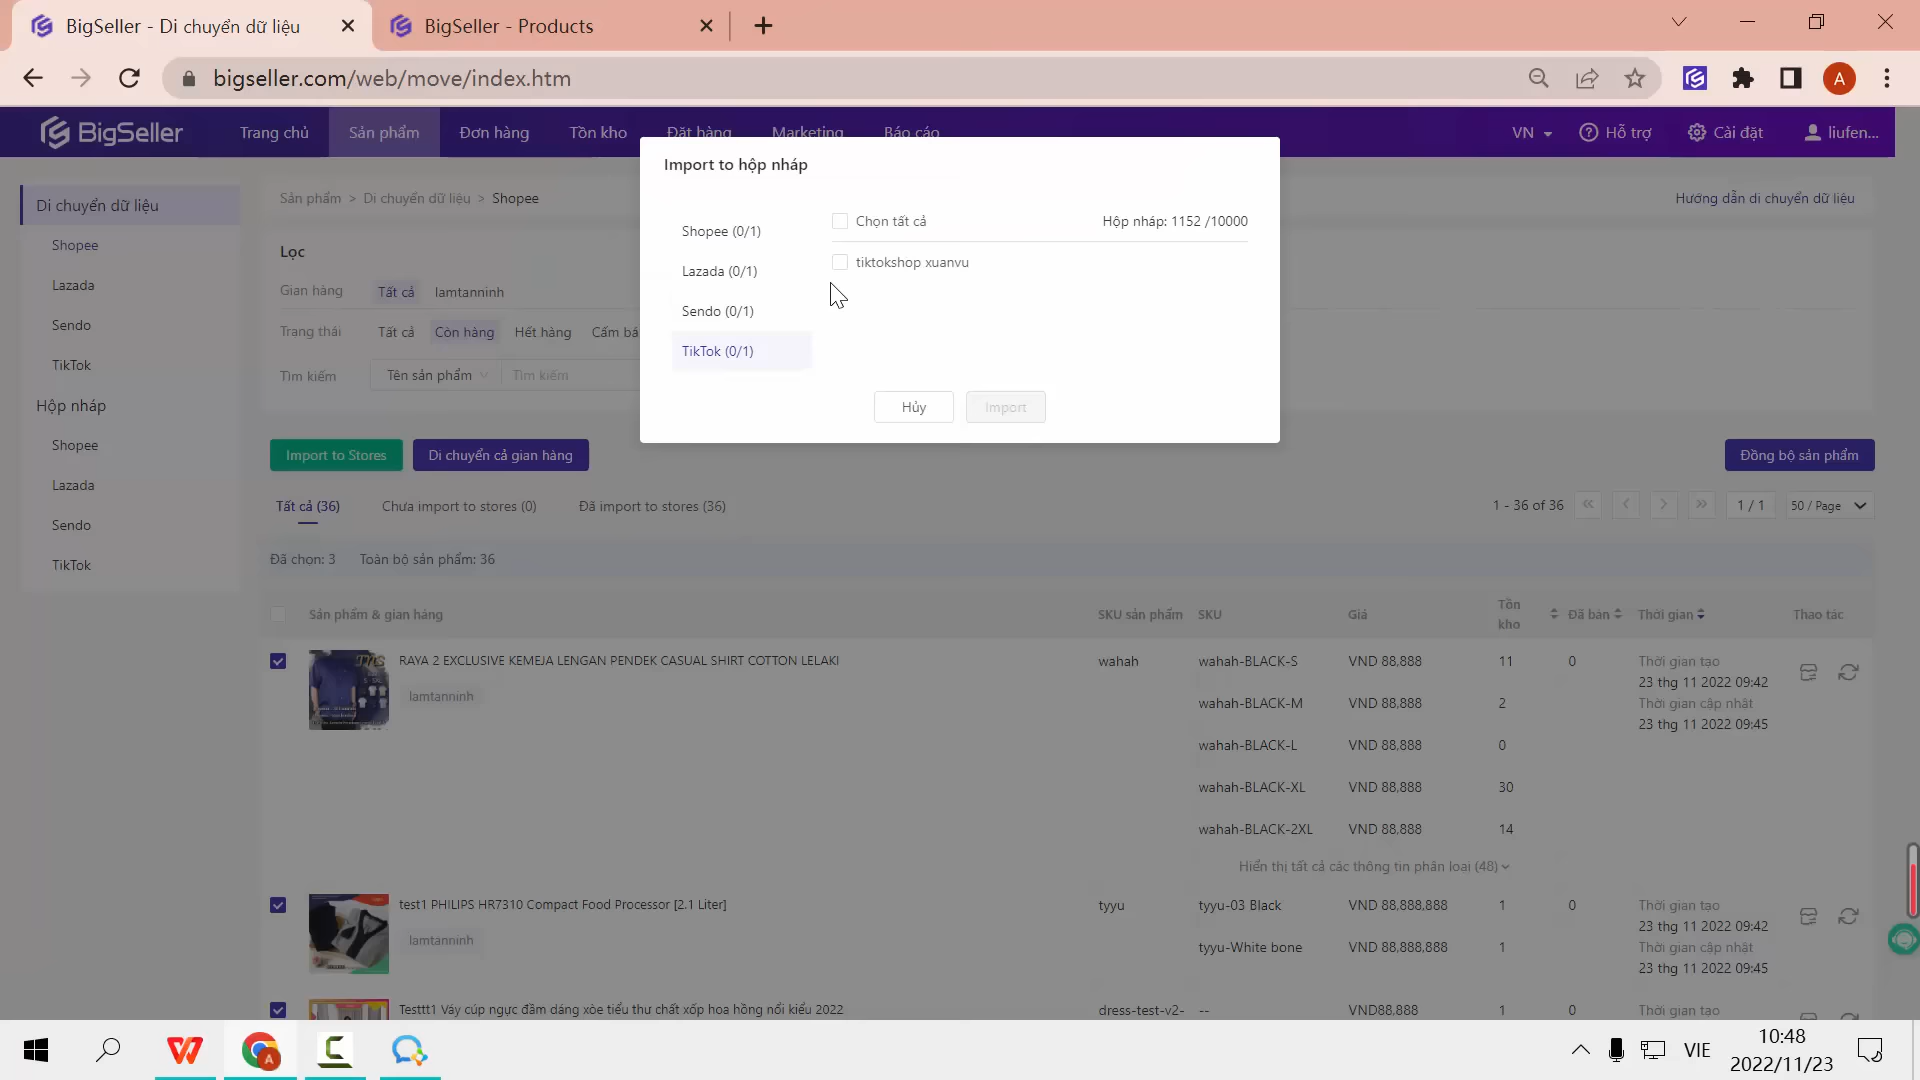 BigSeller - Di chuyển dữ liệu
BigSeller - Products
bigseller.com/web/move/index.htm
A
BigSeller
Trang chủ
Sản phẩm
Đơn hàng
Tồn kho
Đặt hàng
Marketing
Báo cáo
VN
Hỗ trợ
Cài đặt
liufen...
Di chuyển dữ liệu
Shopee
Lazada
Sendo
TikTok
Hộp nháp
Shopee
Lazada
Sendo
TikTok
Sản phẩm > Di chuyển dữ liệu > Shopee
Hướng dẫn di chuyển dữ liệu
Lọc
Gian hàng Tất cả lamtanninh
Trạng thái Tất cả Còn hàng Hết hàng Cấm bá
Tìm kiếm Tên sản phẩm Tìm kiếm
Import to hộp nháp
Shopee (0/1)
Lazada (0/1)
Sendo (0/1)
TikTok (0/1)
Chọn tất cả
Hộp nháp: 1152 /10000
tiktokshop xuanvu
Hủy
Import
Import to Stores
Di chuyển cả gian hàng
Đồng bộ sản phẩm
Tất cả (36)
Chưa import to stores (0)
Đã import to stores (36)
1 - 36 of 36
1 / 1
50 / Page
Đã chọn: 3 Toàn bộ sản phẩm: 36
Sản phẩm & gian hàng SKU sản phẩm SKU Giá Tồn kho Đã bán Thời gian Thao tác
RAYA 2 EXCLUSIVE KEMEJA LENGAN PENDEK CASUAL SHIRT COTTON LELAKI
lamtanninh
wahah
wahah-BLACK-S VND 88,888 11 0
wahah-BLACK-M VND 88,888 2
wahah-BLACK-L VND 88,888 0
wahah-BLACK-XL VND 88,888 30
wahah-BLACK-2XL VND 88,888 14
Hiển thị tất cả các thông tin phân loại (48)
Thời gian tạo
23 thg 11 2022 09:42
Thời gian cập nhật
23 thg 11 2022 09:45
test1 PHILIPS HR7310 Compact Food Processor [2.1 Liter]
lamtanninh
tyyu
tyyu-03 Black VND 88,888,888 1 0
tyyu-White bone VND 88,888,888 1
Thời gian tạo
23 thg 11 2022 09:42
Thời gian cập nhật
23 thg 11 2022 09:45
Testtt1 Váy cúp ngực đầm dáng xòe tiểu thư chất xốp hoa hồng nổi kiểu 2022
dress-test-v2- -- VND88,888 1 0
Thời gian tạo
VIE
10:48
2022/11/23